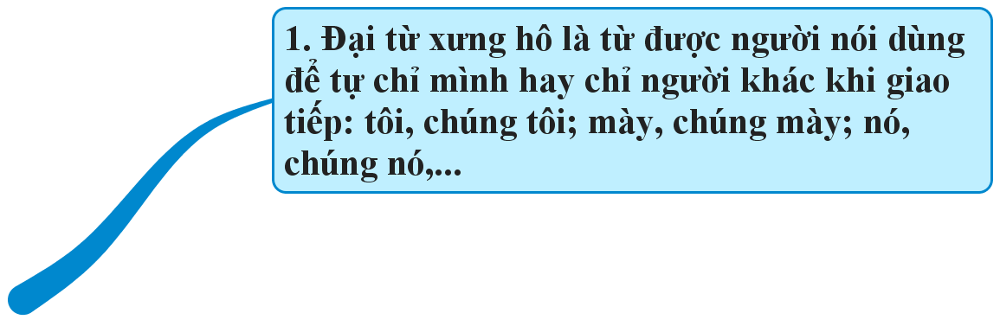 1. Đại từ xưng hô là từ được người nói dùng
để tự chỉ mình hay chỉ người khác khi giao
tiếp: tôi, chúng tôi; mày, chúng mày; nó,
chúng nó,...